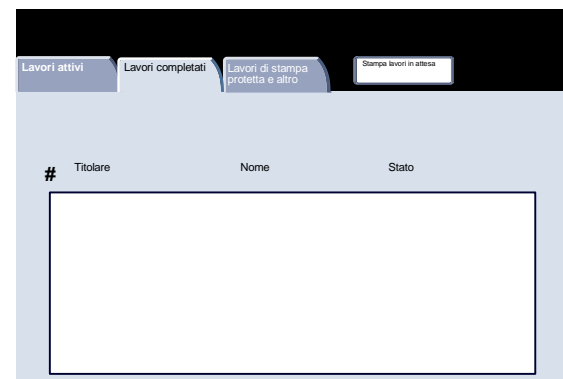 Lavori attivi
Lavori completati
Lavori di stampa
protetta e altro
Stampa lavori in attesa
#
Titolare
Nome
Stato